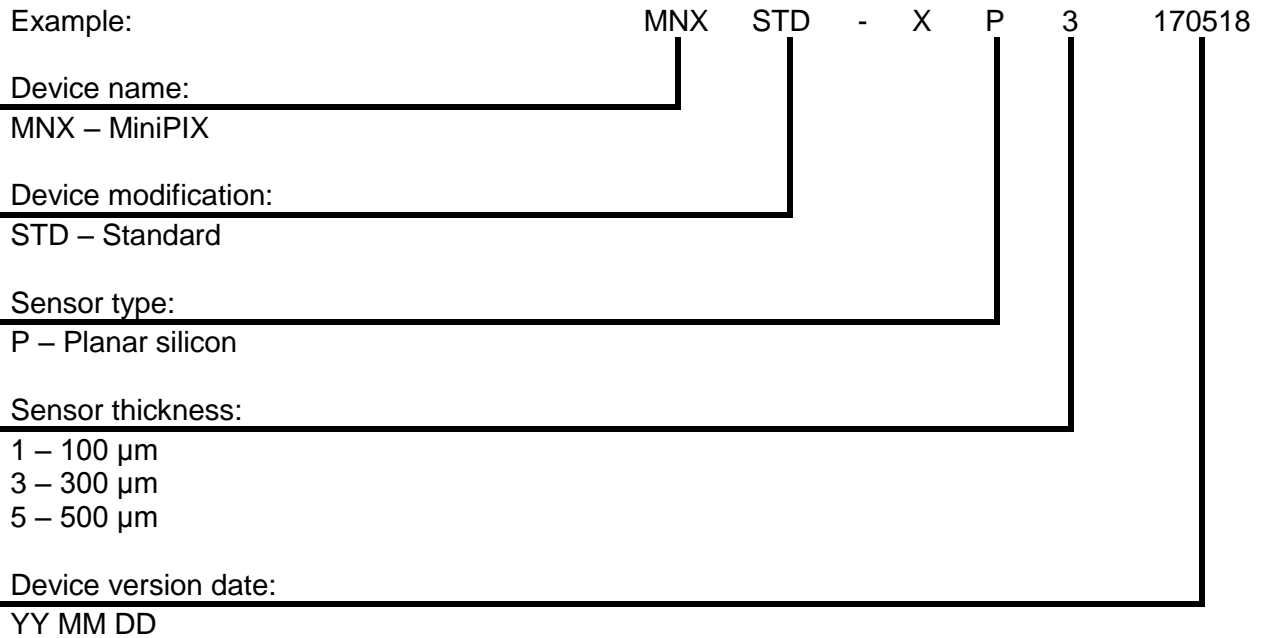 Example: MNX STD - X P 3 170518
Device name:
MNX – MiniPIX
Device modification:
STD – Standard
Sensor type:
P – Planar silicon
Sensor thickness:
1 – 100 µm
3 – 300 µm
5 – 500 µm
Device version date:
YY MM DD